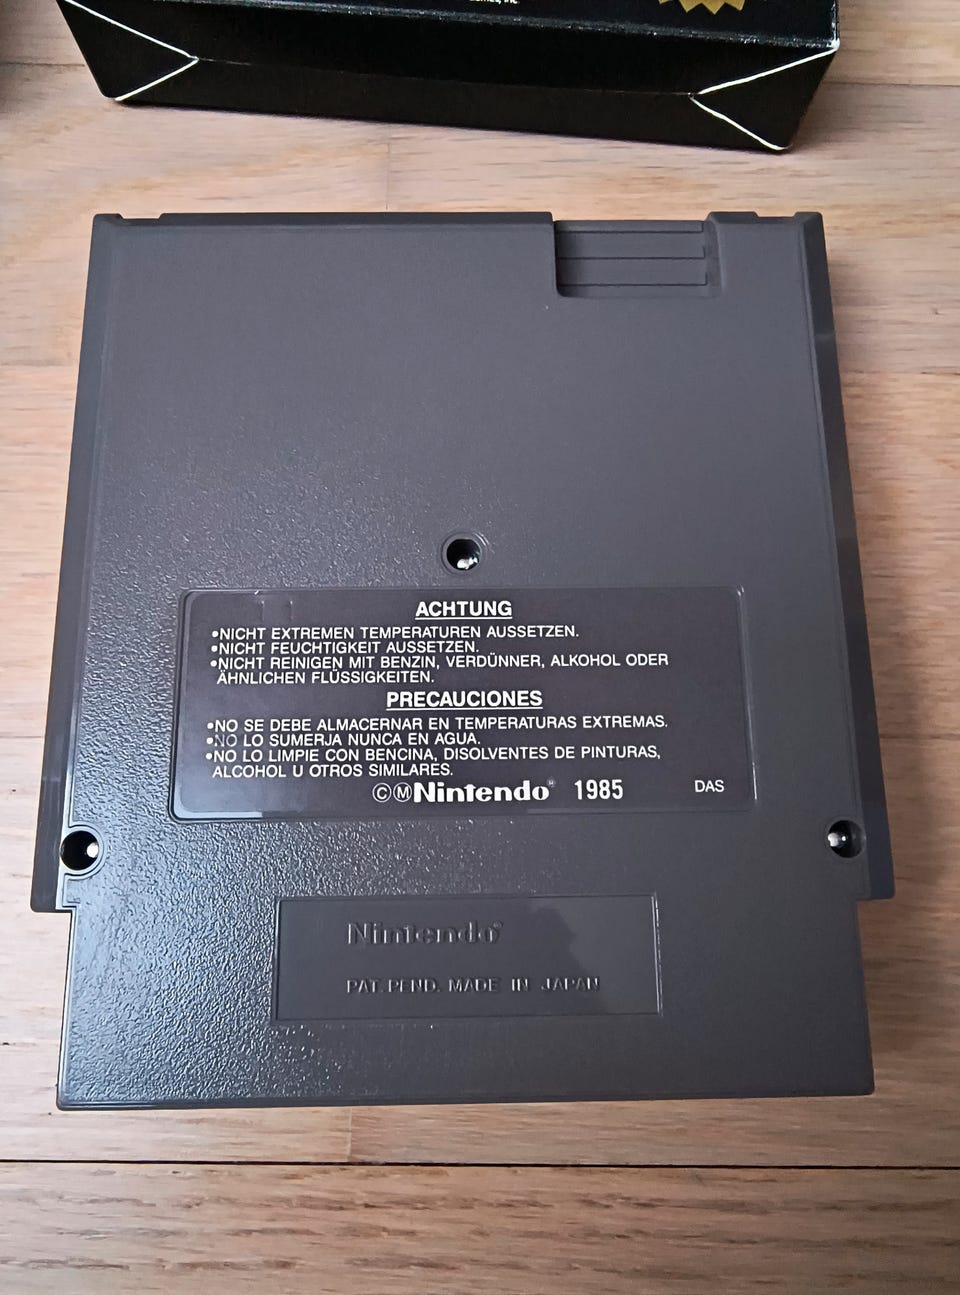 ACHTUNG
•NICHT EXTREMEN TEMPERATUREN AUSSETZEN.
•NICHT FEUCHTIGKEIT AUSSETZEN.
•NICHT REINIGEN MIT BENZIN, VERDÜNNER, ALKOHOL ODER
ÄHNLICHEN FLÜSSIGKEITEN.
PRECAUCIONES
•NO SE DEBE ALMACERNAR EN TEMPERATURAS EXTREMAS.
•NO LO SUMERJA NUNCA EN AGUA.
•NO LO LIMPIE CON BENCINA, DISOLVENTES DE PINTURAS,
ALCOHOL U OTROS SIMILARES.
ⒸⓂNintendo® 1985 DAS
Nintendo®
PAT. PEND. MADE IN JAPAN